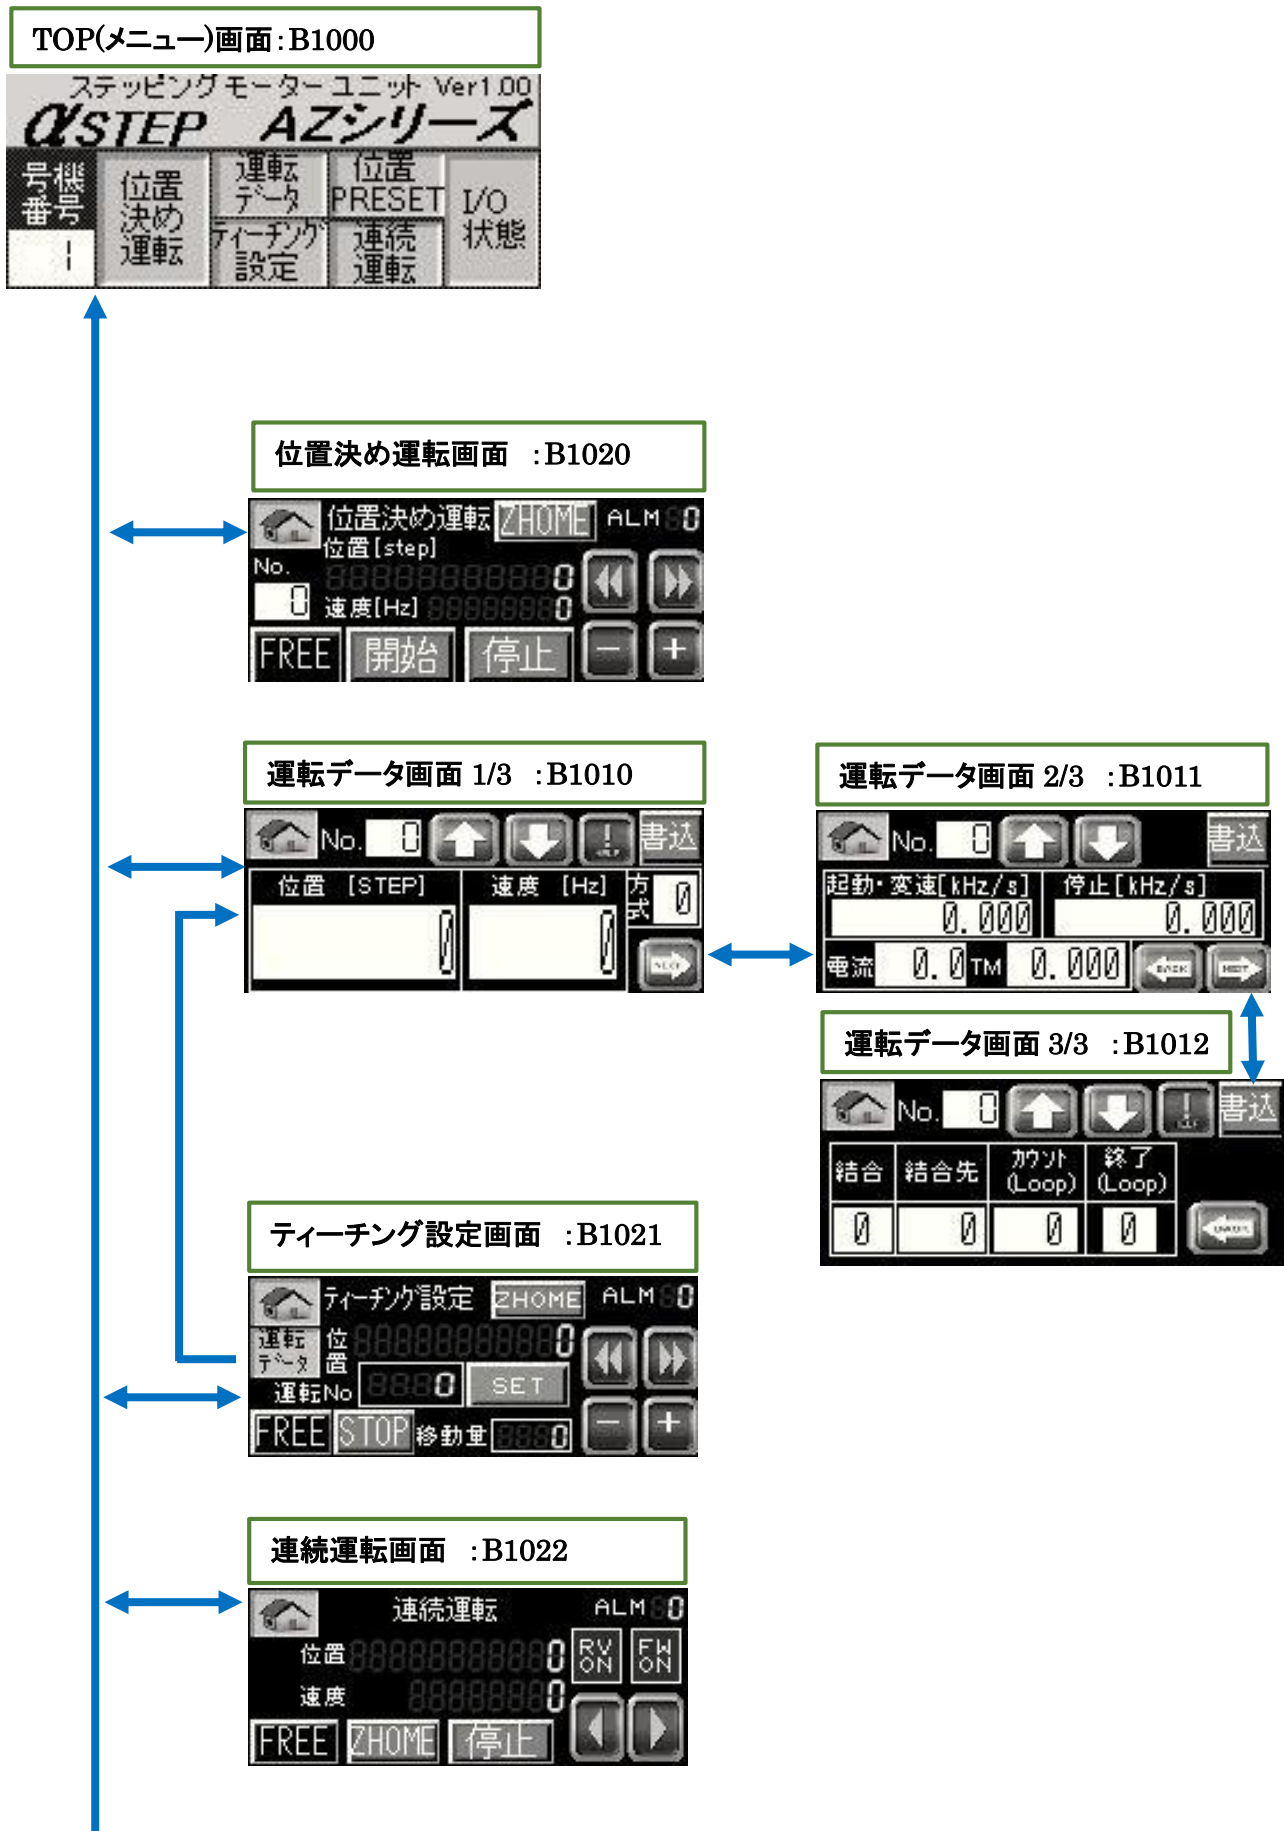 TOP(メニュー)画面:B1000
ステッピングモーターユニット Ver1.00
αSTEP AZシリーズ
号機番号
1
位置決め運転
運転データ
位置PRESET
ティーチング設定
連続運転
I/O状態
位置決め運転画面 :B1020
位置決め運転 ZHOME ALM 0
位置[step]
No. 0
0 速度[Hz] 0
FREE 開始 停止 - +
運転データ画面 1/3 :B1010
No. 0 書込
位置 [STEP] 速度 [Hz] 方式 0
0 0
NEXT
運転データ画面 2/3 :B1011
No. 0 書込
起動・変速[kHz/s] 停止[kHz/s]
0.000 0.000
電流 0.0 TM 0.000 BACK NEXT
運転データ画面 3/3 :B1012
No. 0 書込
結合 結合先 カウント(Loop) 終了(Loop)
0 0 0 0 BACK
ティーチング設定画面 :B1021
ティーチング設定 ZHOME ALM 0
運転データ 位置 0
運転No 0 SET
FREE STOP 移動量 0 - +
連続運転画面 :B1022
連続運転 ALM 0
位置 0 RV ON FW ON
速度 0
FREE ZHOME 停止